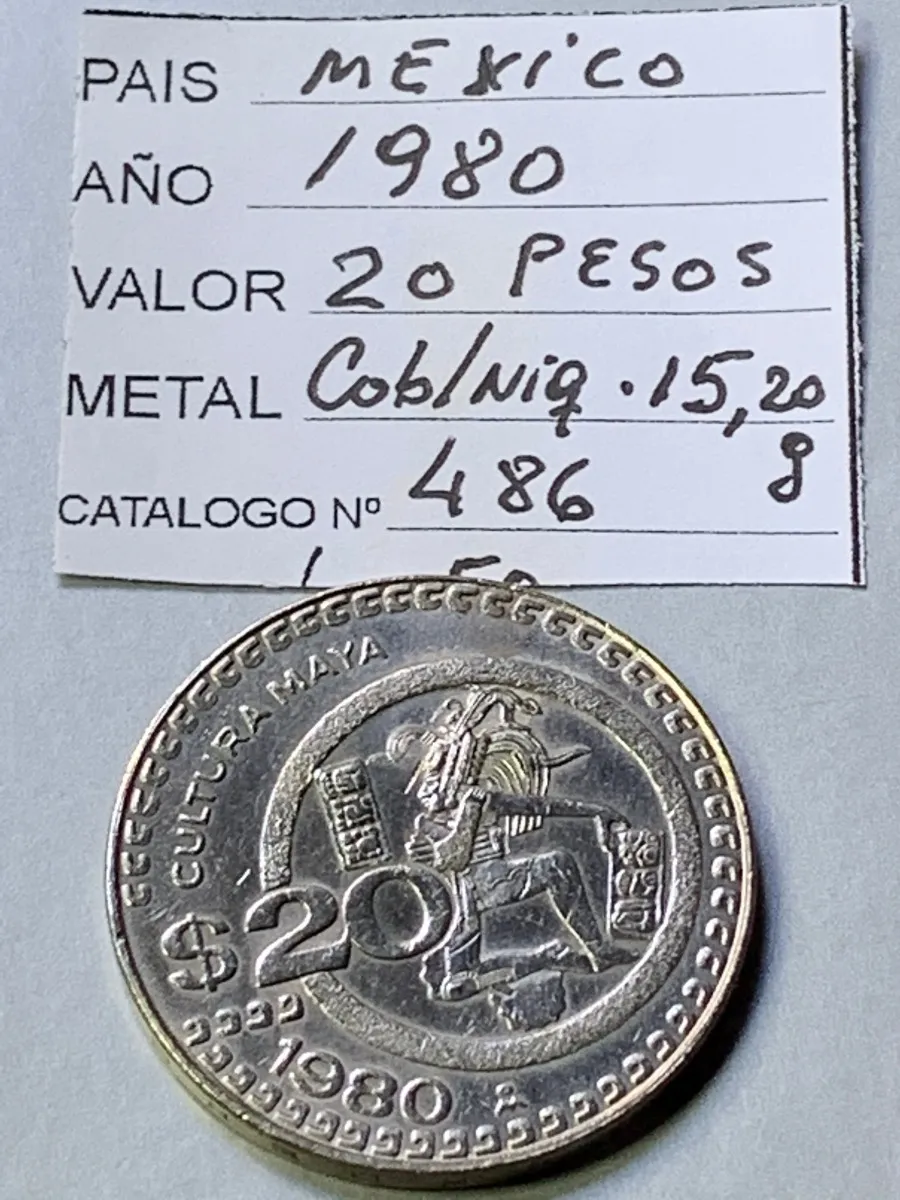 PAIS MEXICO
AÑO 1980
VALOR 20 PESOS
METAL Cob/Niq . 15,20
g
CATALOGO Nº 486
CULTURA MAYA
$20
1980